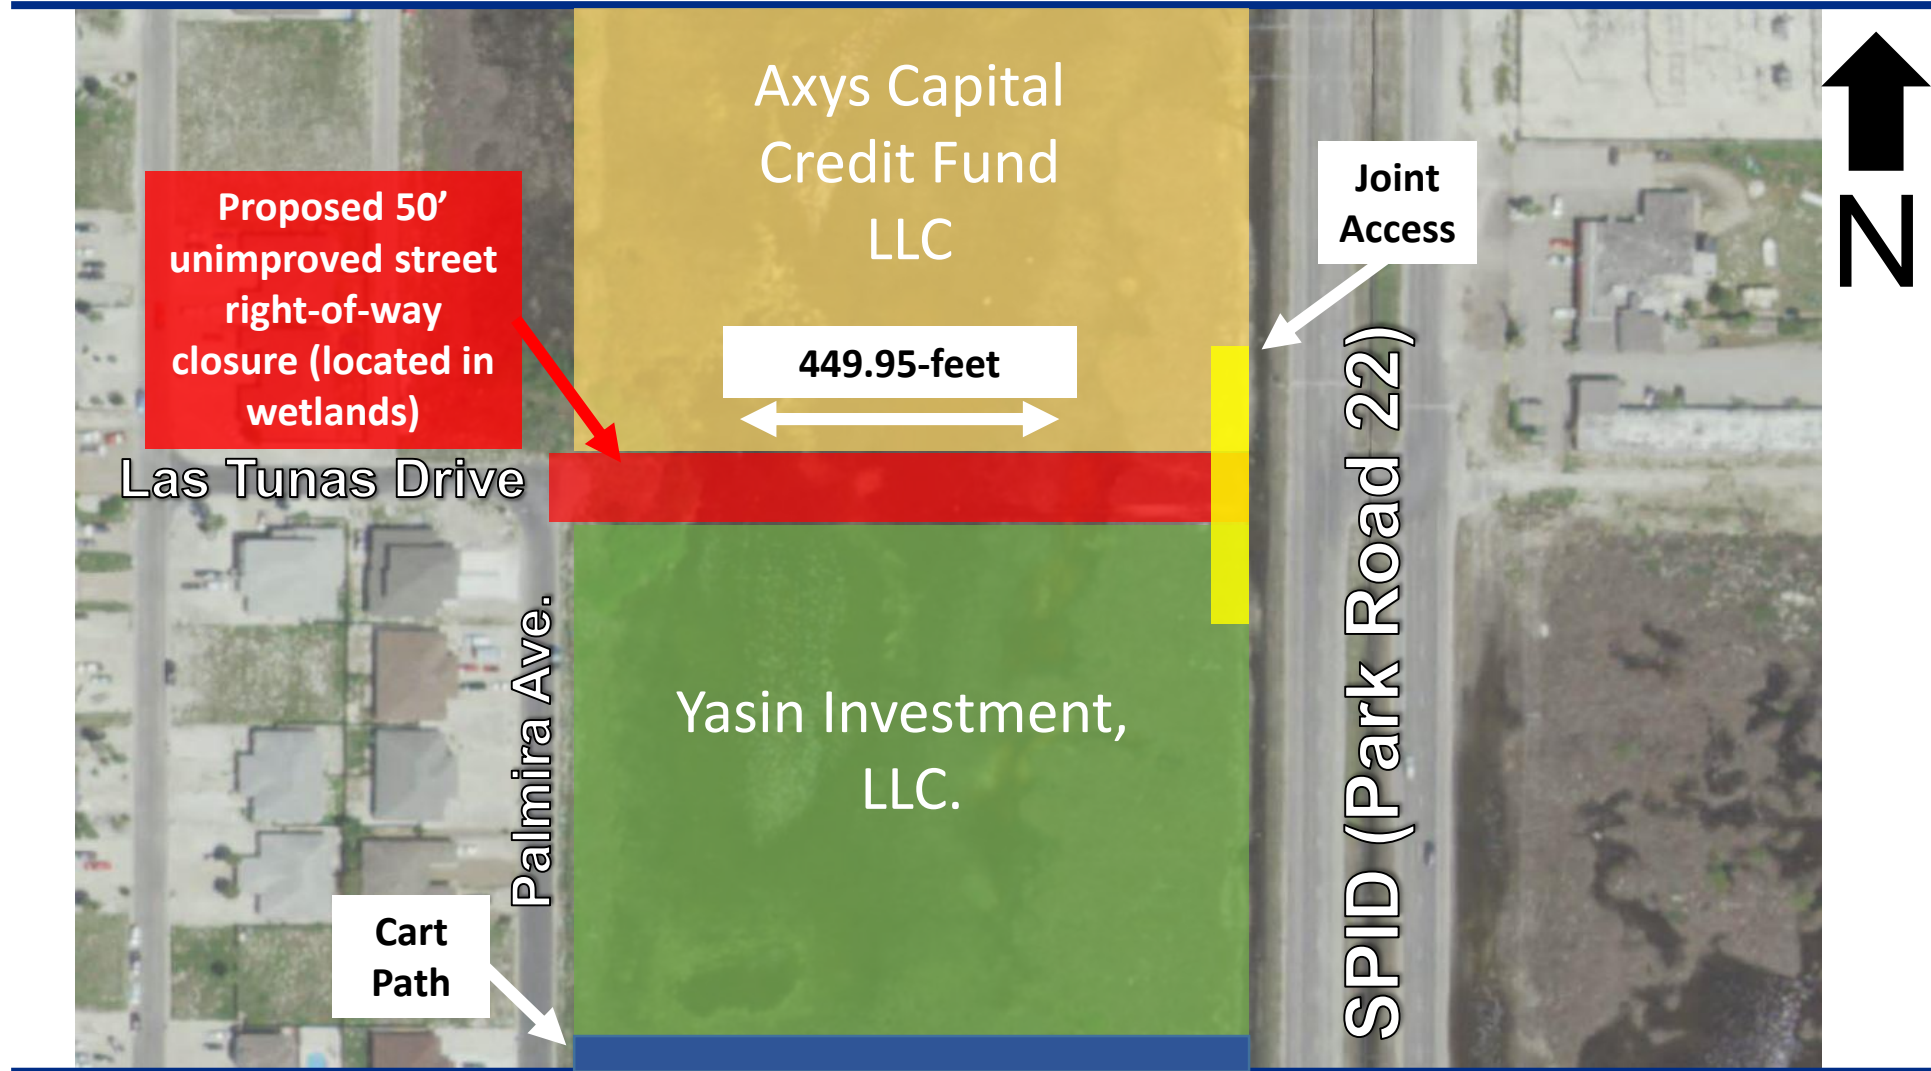 Axys Capital
Credit Fund
LLC
Proposed 50’
unimproved street
right-of-way
closure (located in
wetlands)
Joint
Access
N
449.95-feet
Las Tunas Drive
SPID (Park Road 22)
Palmira Ave.
Yasin Investment,
LLC.
Cart
Path